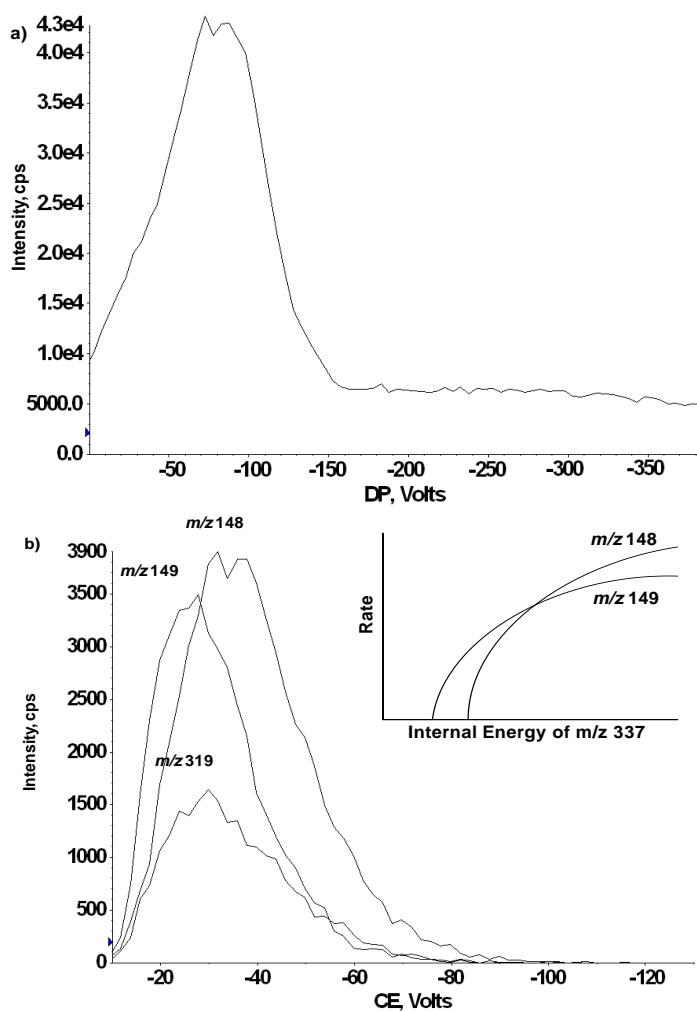 a)
4.3e4
4.0e4
3.5e4
3.0e4
2.5e4
2.0e4
1.5e4
1.0e4
5000.0
0.0
Intensity, cps
-50 -100 -150 -200 -250 -300 -350
DP, Volts
b)
m/z 148
m/z 149
m/z 319
3900
3500
3000
2500
2000
1500
1000
500
0
Intensity, cps
-20 -40 -60 -80 -100 -120
CE, Volts
m/z 148
m/z 149
Rate
Internal Energy of m/z 337